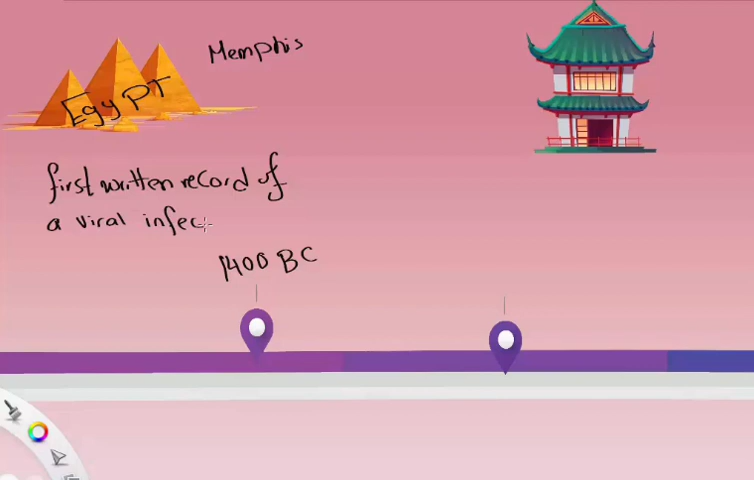 Memphis
EgyPT
first written record of
a viral infec
1400 BC